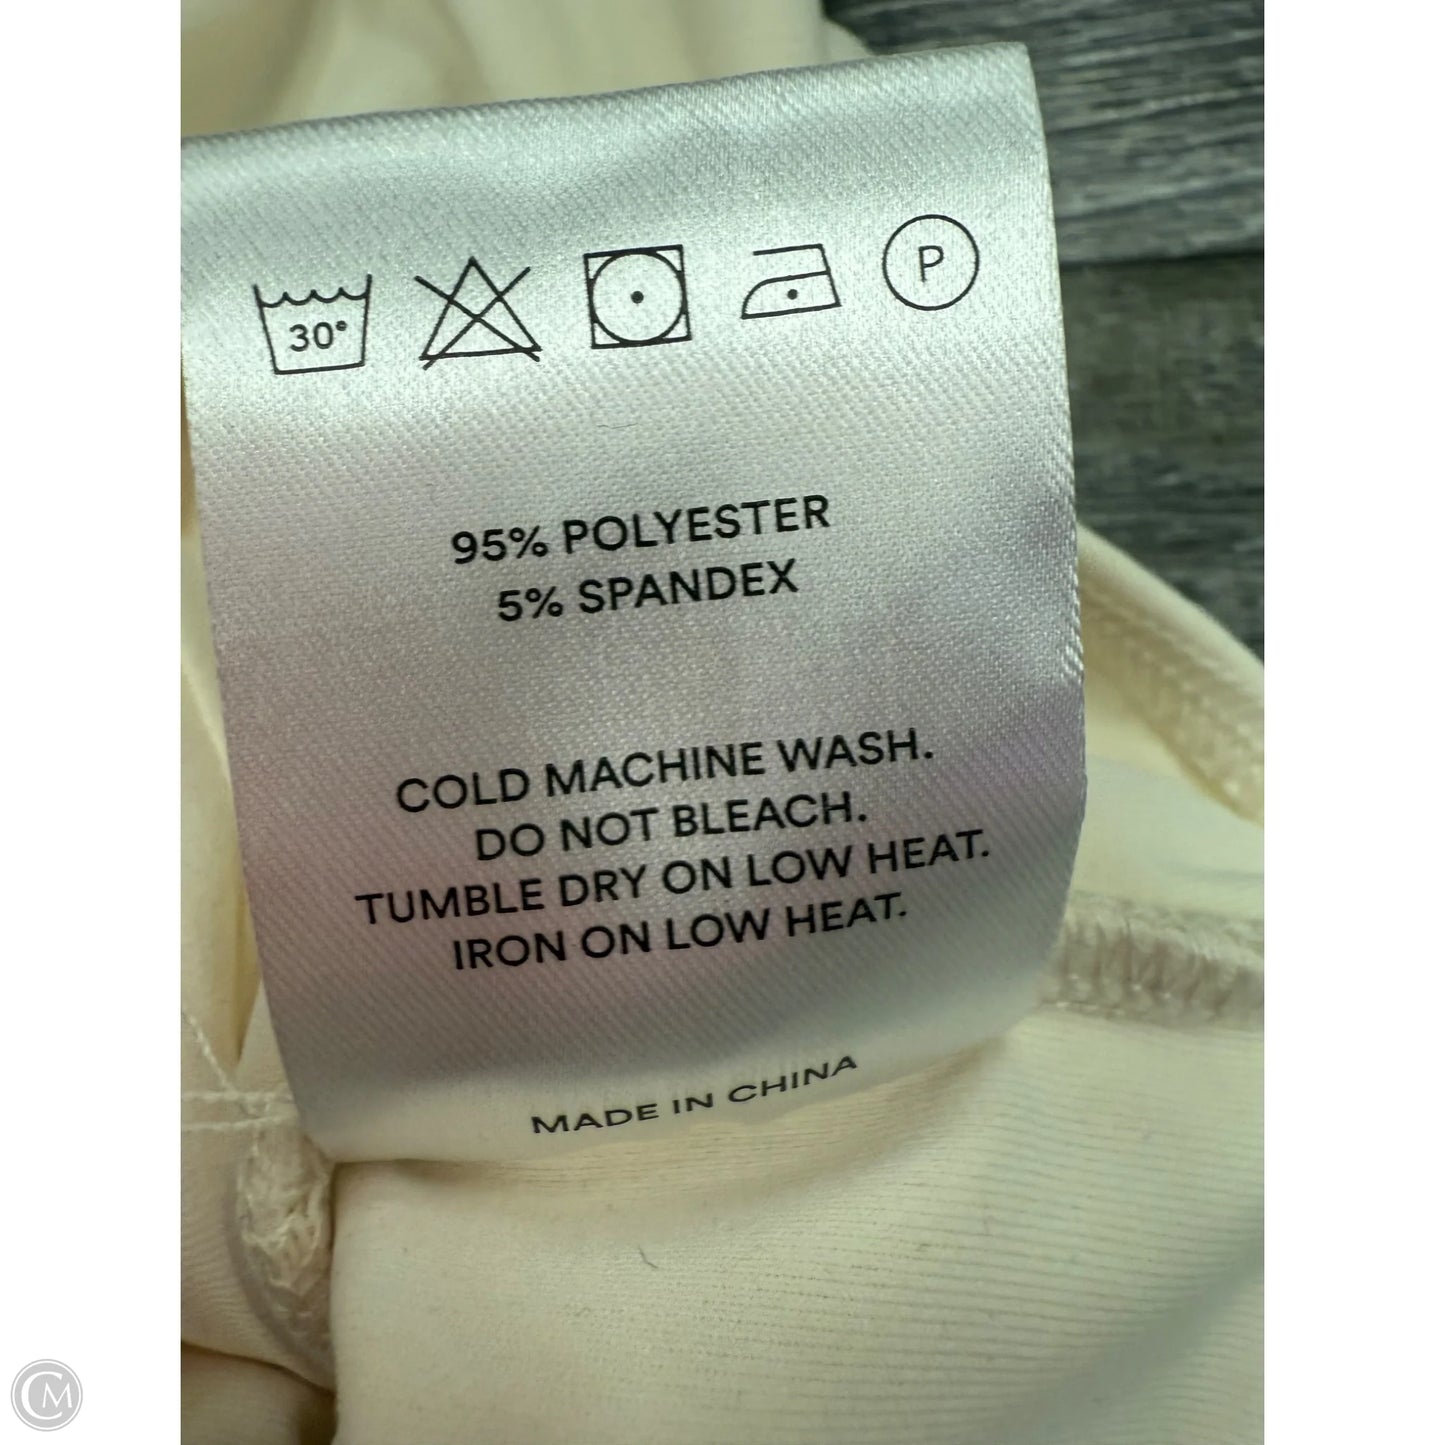 30°
P
95% POLYESTER
5% SPANDEX
COLD MACHINE WASH.
DO NOT BLEACH.
TUMBLE DRY ON LOW HEAT.
IRON ON LOW HEAT.
MADE IN CHINA
CM